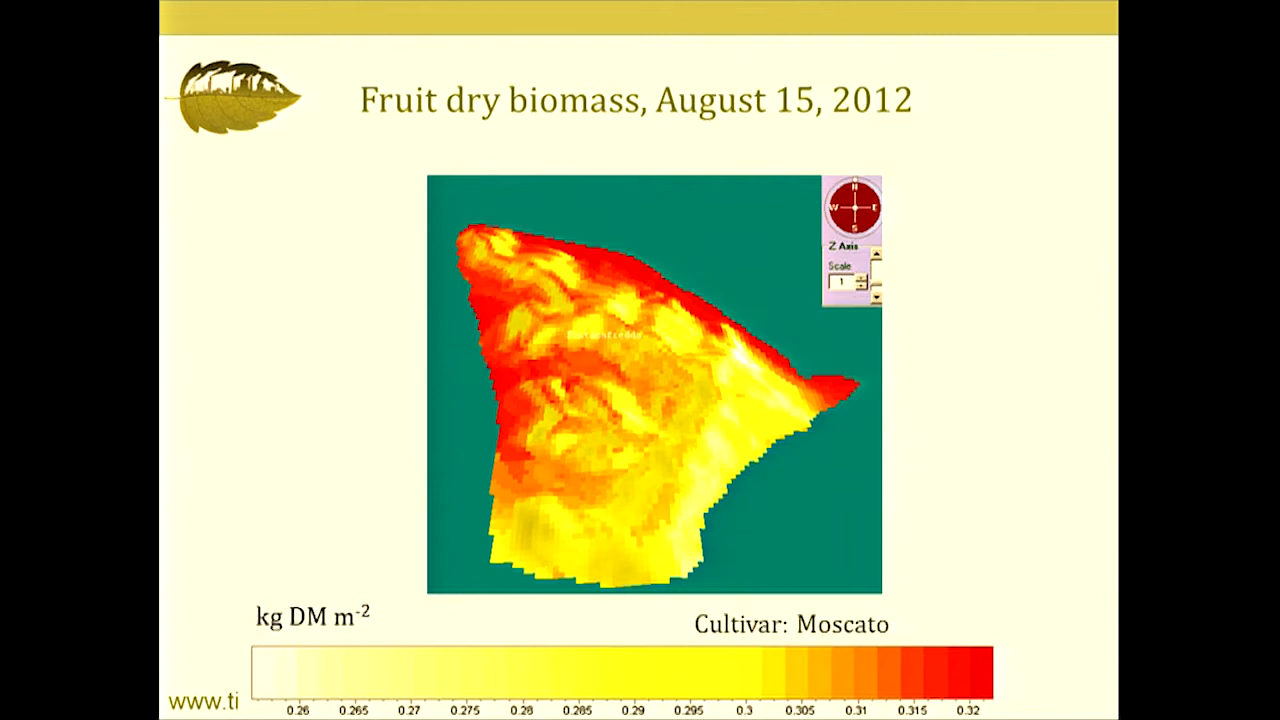 Fruit dry biomass, August 15, 2012
N
W E
S
Z Axis
Scale
1
kg DM m-2
Cultivar: Moscato
www.ti
0.26 0.265 0.27 0.275 0.28 0.285 0.29 0.295 0.3 0.305 0.31 0.315 0.32